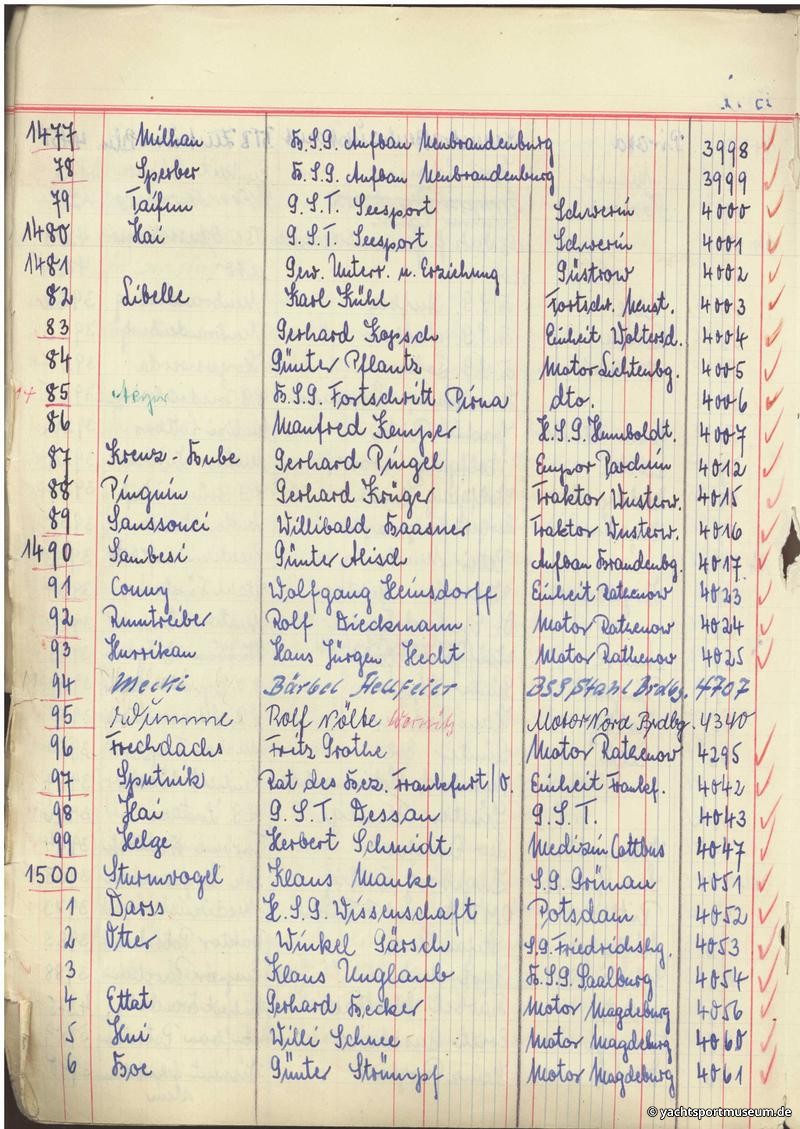 1477 Milhau B.S.G. Aufbau Neubrandenburg 3998
78 Sperber B.S.G. Aufbau Neubrandenburg 3999
79 Taifun G.S.T. Seesport Schwerin 4000
1480 Hai G.S.T. Seesport Schwerin 4001
1481 Gew. Unterr. u. Erziehung Güstrow 4002
82 Libelle Karl Kühl Fortschr. Neust. 4003
83 Gerhard Kopsch Einheit Woltersd. 4004
84 Günter Pflantz Motor Lichtenbg. 4005
85 B.S.G. Fortschritt Pirna dto. 4006
86 Manfred Kemper H.S.G. Humboldt. 4007
87 Kreuz-Bube Gerhard Pingel Empor Parchim 4012
88 Pinguin Gerhard Krüger Traktor Wusterw. 4015
89 Sanssouci Willibald Baasner Traktor Wusterw. 4016
1490 Sambesi Günter Alisch Aufbau Brandenbg. 4017
91 Conny Wolfgang Heinsdorff Einheit Rathenow 4023
92 Rumtreiber Rolf Dieckmann Motor Rathenow 4024
93 Hurrikan Hans Jürgen Hecht Motor Rathenow 4025
94 Mecki Bärbel Hellfeier BSG Stahl Brdbg. 4707
95 Rolf Nölte Motor Nord Brdbg. 4340
96 Frechdachs Fritz Grothe Motor Rathenow 4295
97 Sputnik Rat des Bez. Frankfurt/O. Einheit Frankf. 4042
98 Hai G.S.T. Dessau G.S.T. 4043
99 Helge Herbert Schmidt Medizin Cottbus 4047
1500 Sturmvogel Klaus Manke S.G. Grünau 4051
1 Darss H.S.G. Wissenschaft Potsdam 4052
2 Otter Winkel Gärsch S.G. Friedrichshg. 4053
3 Klaus Unglaub B.S.G. Saalburg 4054
4 Ettat Gerhard Becker Motor Magdeburg 4056
5 Hui Willi Schnee Motor Magdeburg 4060
6 Boe Günter Strümpf Motor Magdeburg 4061
© yachtsportmuseum.de